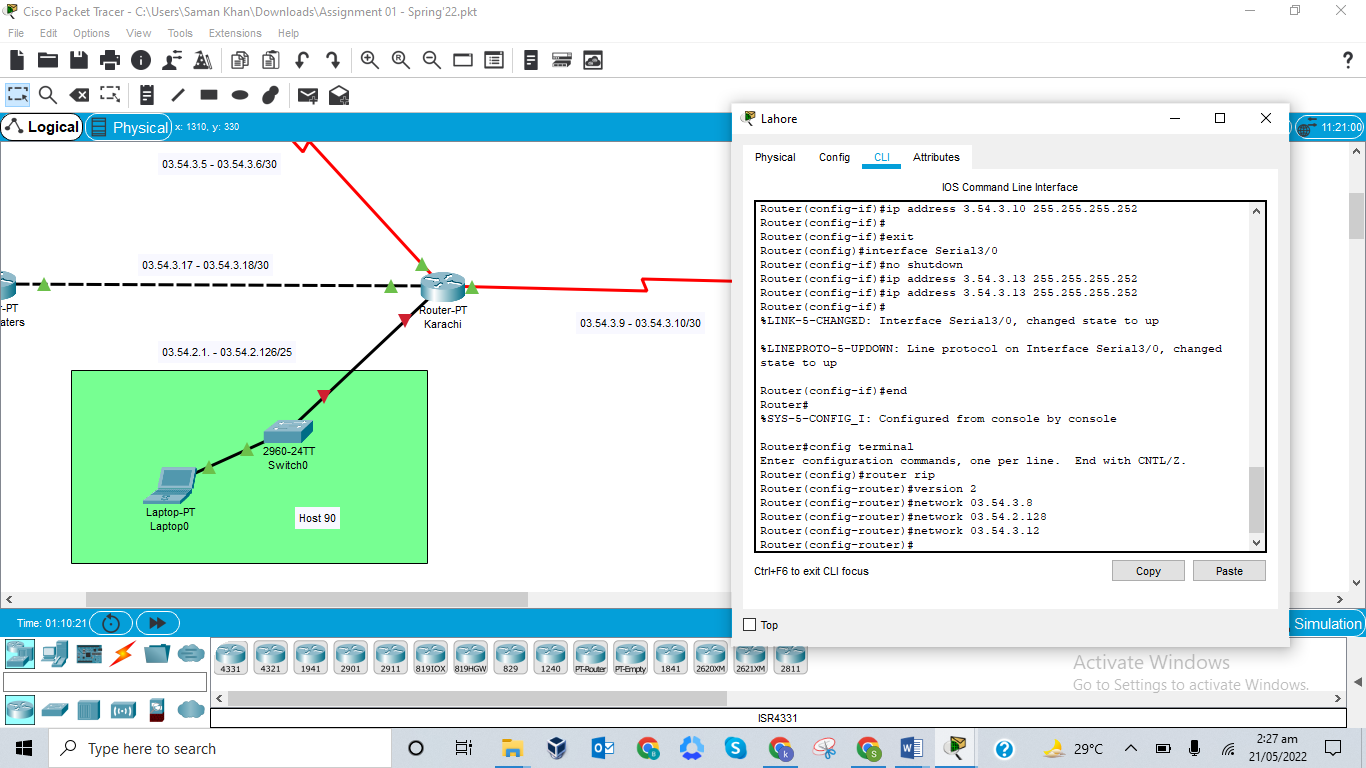 Cisco Packet Tracer - C:\Users\Saman Khan\Downloads\Assignment 01 - Spring'22.pkt
File Edit Options View Tools Extensions Help
Logical
Physical
x: 1310, y: 330
11:21:00
03.54.3.5 - 03.54.3.6/30
03.54.3.17 - 03.54.3.18/30
-PT
aters
Router-PT
Karachi
03.54.3.9 - 03.54.3.10/30
03.54.2.1. - 03.54.2.126/25
2960-24TT
Switch0
Laptop-PT
Laptop0
Host 90
Lahore
Physical Config CLI Attributes
IOS Command Line Interface
Router(config-if)#ip address 3.54.3.10 255.255.255.252
Router(config-if)#
Router(config-if)#exit
Router(config)#interface Serial3/0
Router(config-if)#no shutdown
Router(config-if)#ip address 3.54.3.13 255.255.255.252
Router(config-if)#ip address 3.54.3.13 255.255.255.252
Router(config-if)#
%LINK-5-CHANGED: Interface Serial3/0, changed state to up
%LINEPROTO-5-UPDOWN: Line protocol on Interface Serial3/0, changed
state to up
Router(config-if)#end
Router#
%SYS-5-CONFIG_I: Configured from console by console
Router#config terminal
Enter configuration commands, one per line. End with CNTL/Z.
Router(config)#router rip
Router(config-router)#version 2
Router(config-router)#network 03.54.3.8
Router(config-router)#network 03.54.2.128
Router(config-router)#network 03.54.3.12
Router(config-router)#
Ctrl+F6 to exit CLI focus
Copy
Paste
Top
Time: 01:10:21
Simulation
4331 4321 1941 2901 2911 819IOX 819HGW 829 1240 PT-Router PT-Empty 1841 2620XM 2621XM 2811
ISR4331
Activate Windows
Go to Settings to activate Windows.
Type here to search
29°C
2:27 am
21/05/2022